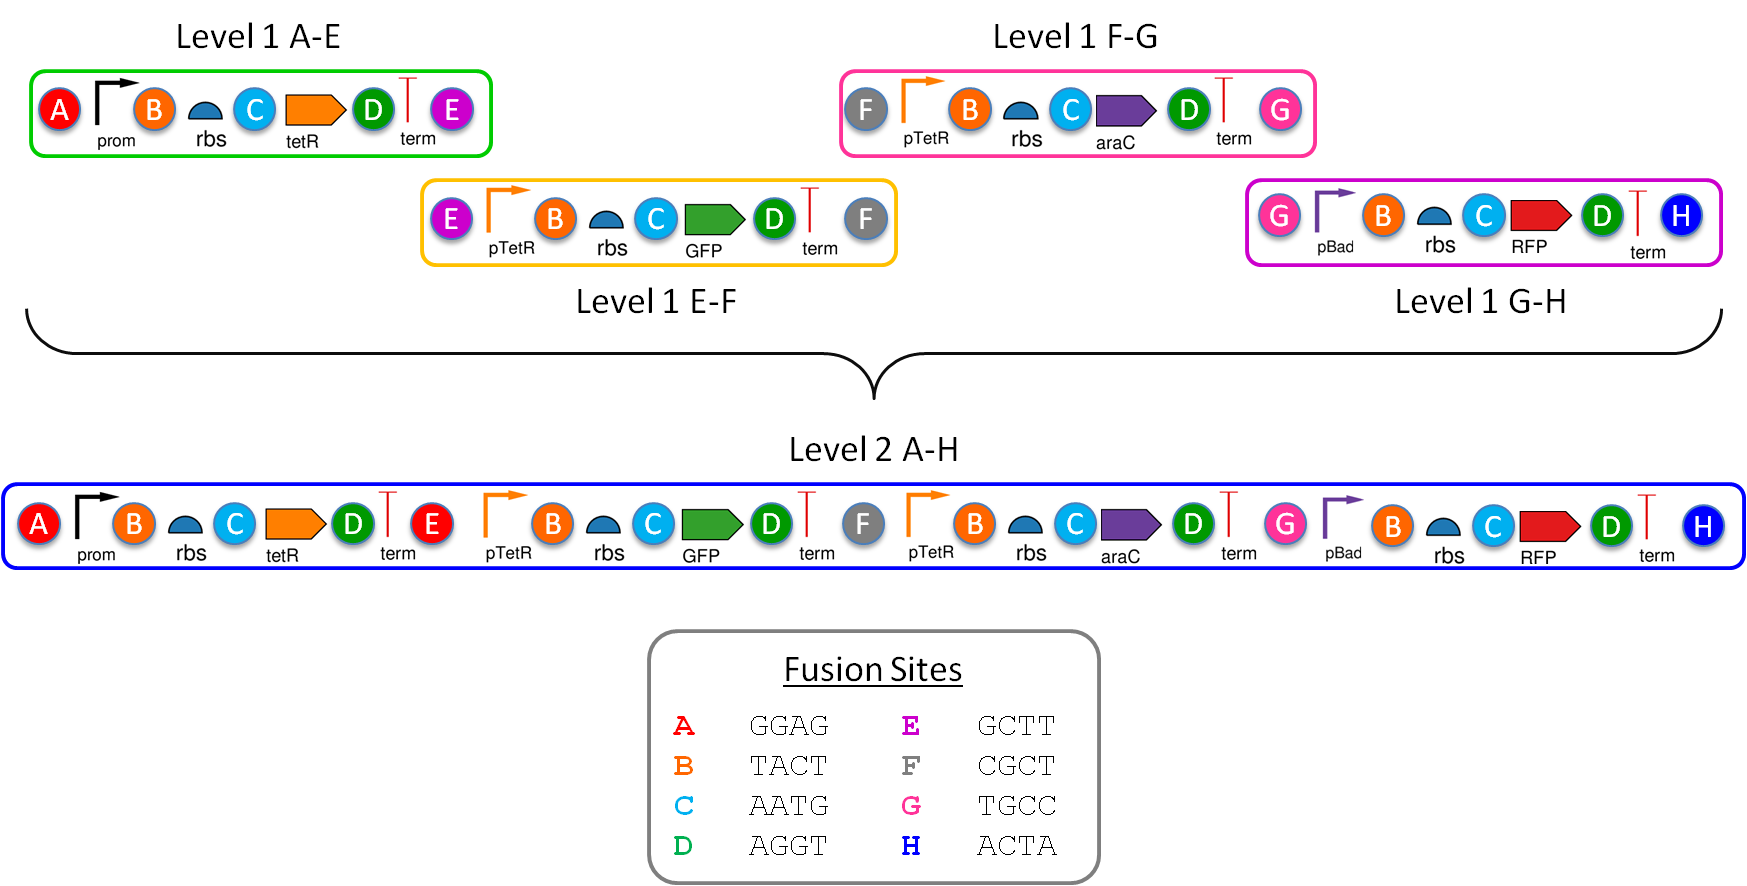 Level 1 A-E
Level 1 F-G
A prom B rbs C tetR D term E
F pTetR B rbs C araC D term G
E pTetR B rbs C GFP D term F
G pBad B rbs C RFP D term H
Level 1 E-F
Level 1 G-H
Level 2 A-H
A prom B rbs C tetR D term E pTetR B rbs C GFP D term F pTetR B rbs C araC D term G pBad B rbs C RFP D term H
Fusion Sites
A GGAG E GCTT
B TACT F CGCT
C AATG G TGCC
D AGGT H ACTA